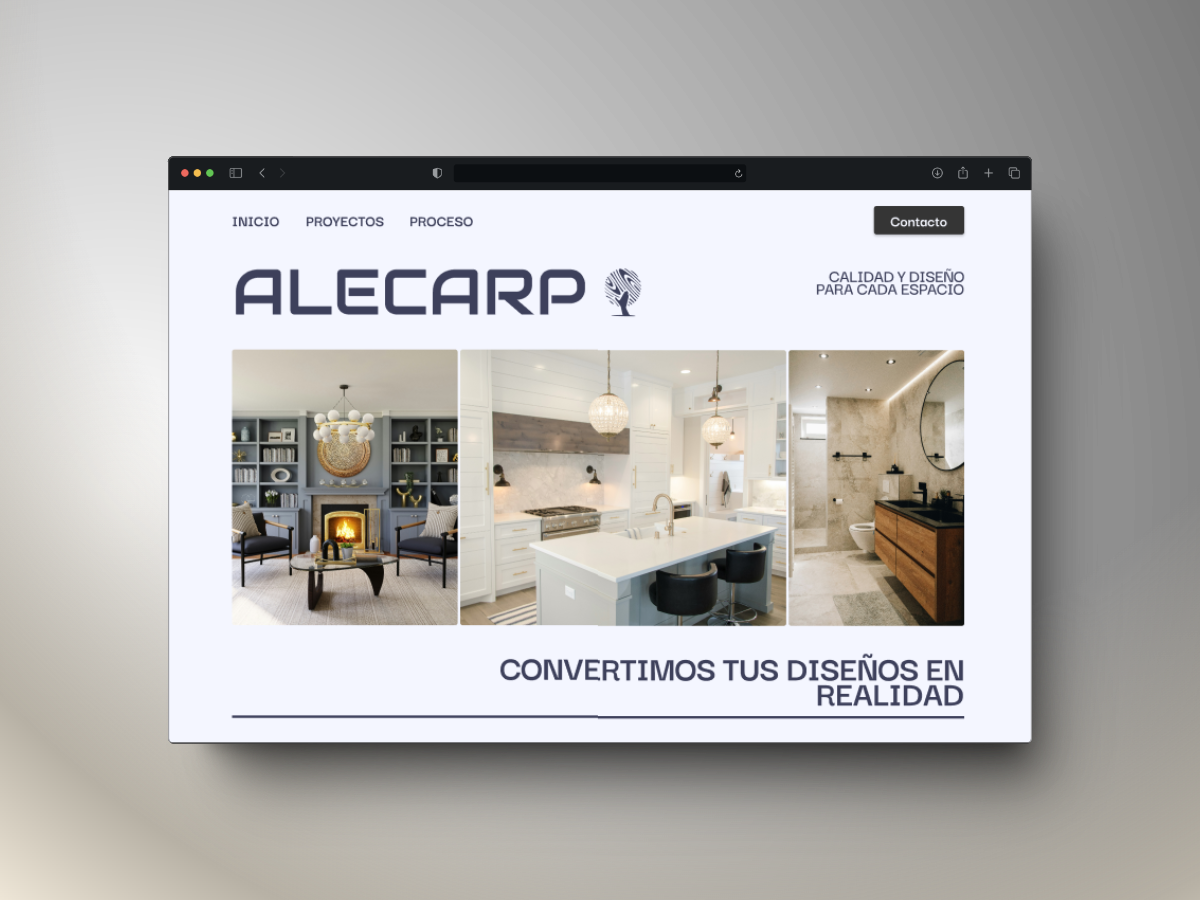 INICIO PROYECTOS PROCESO Contacto
ALECARP
CALIDAD Y DISEÑO
PARA CADA ESPACIO
CONVERTIMOS TUS DISEÑOS EN
REALIDAD